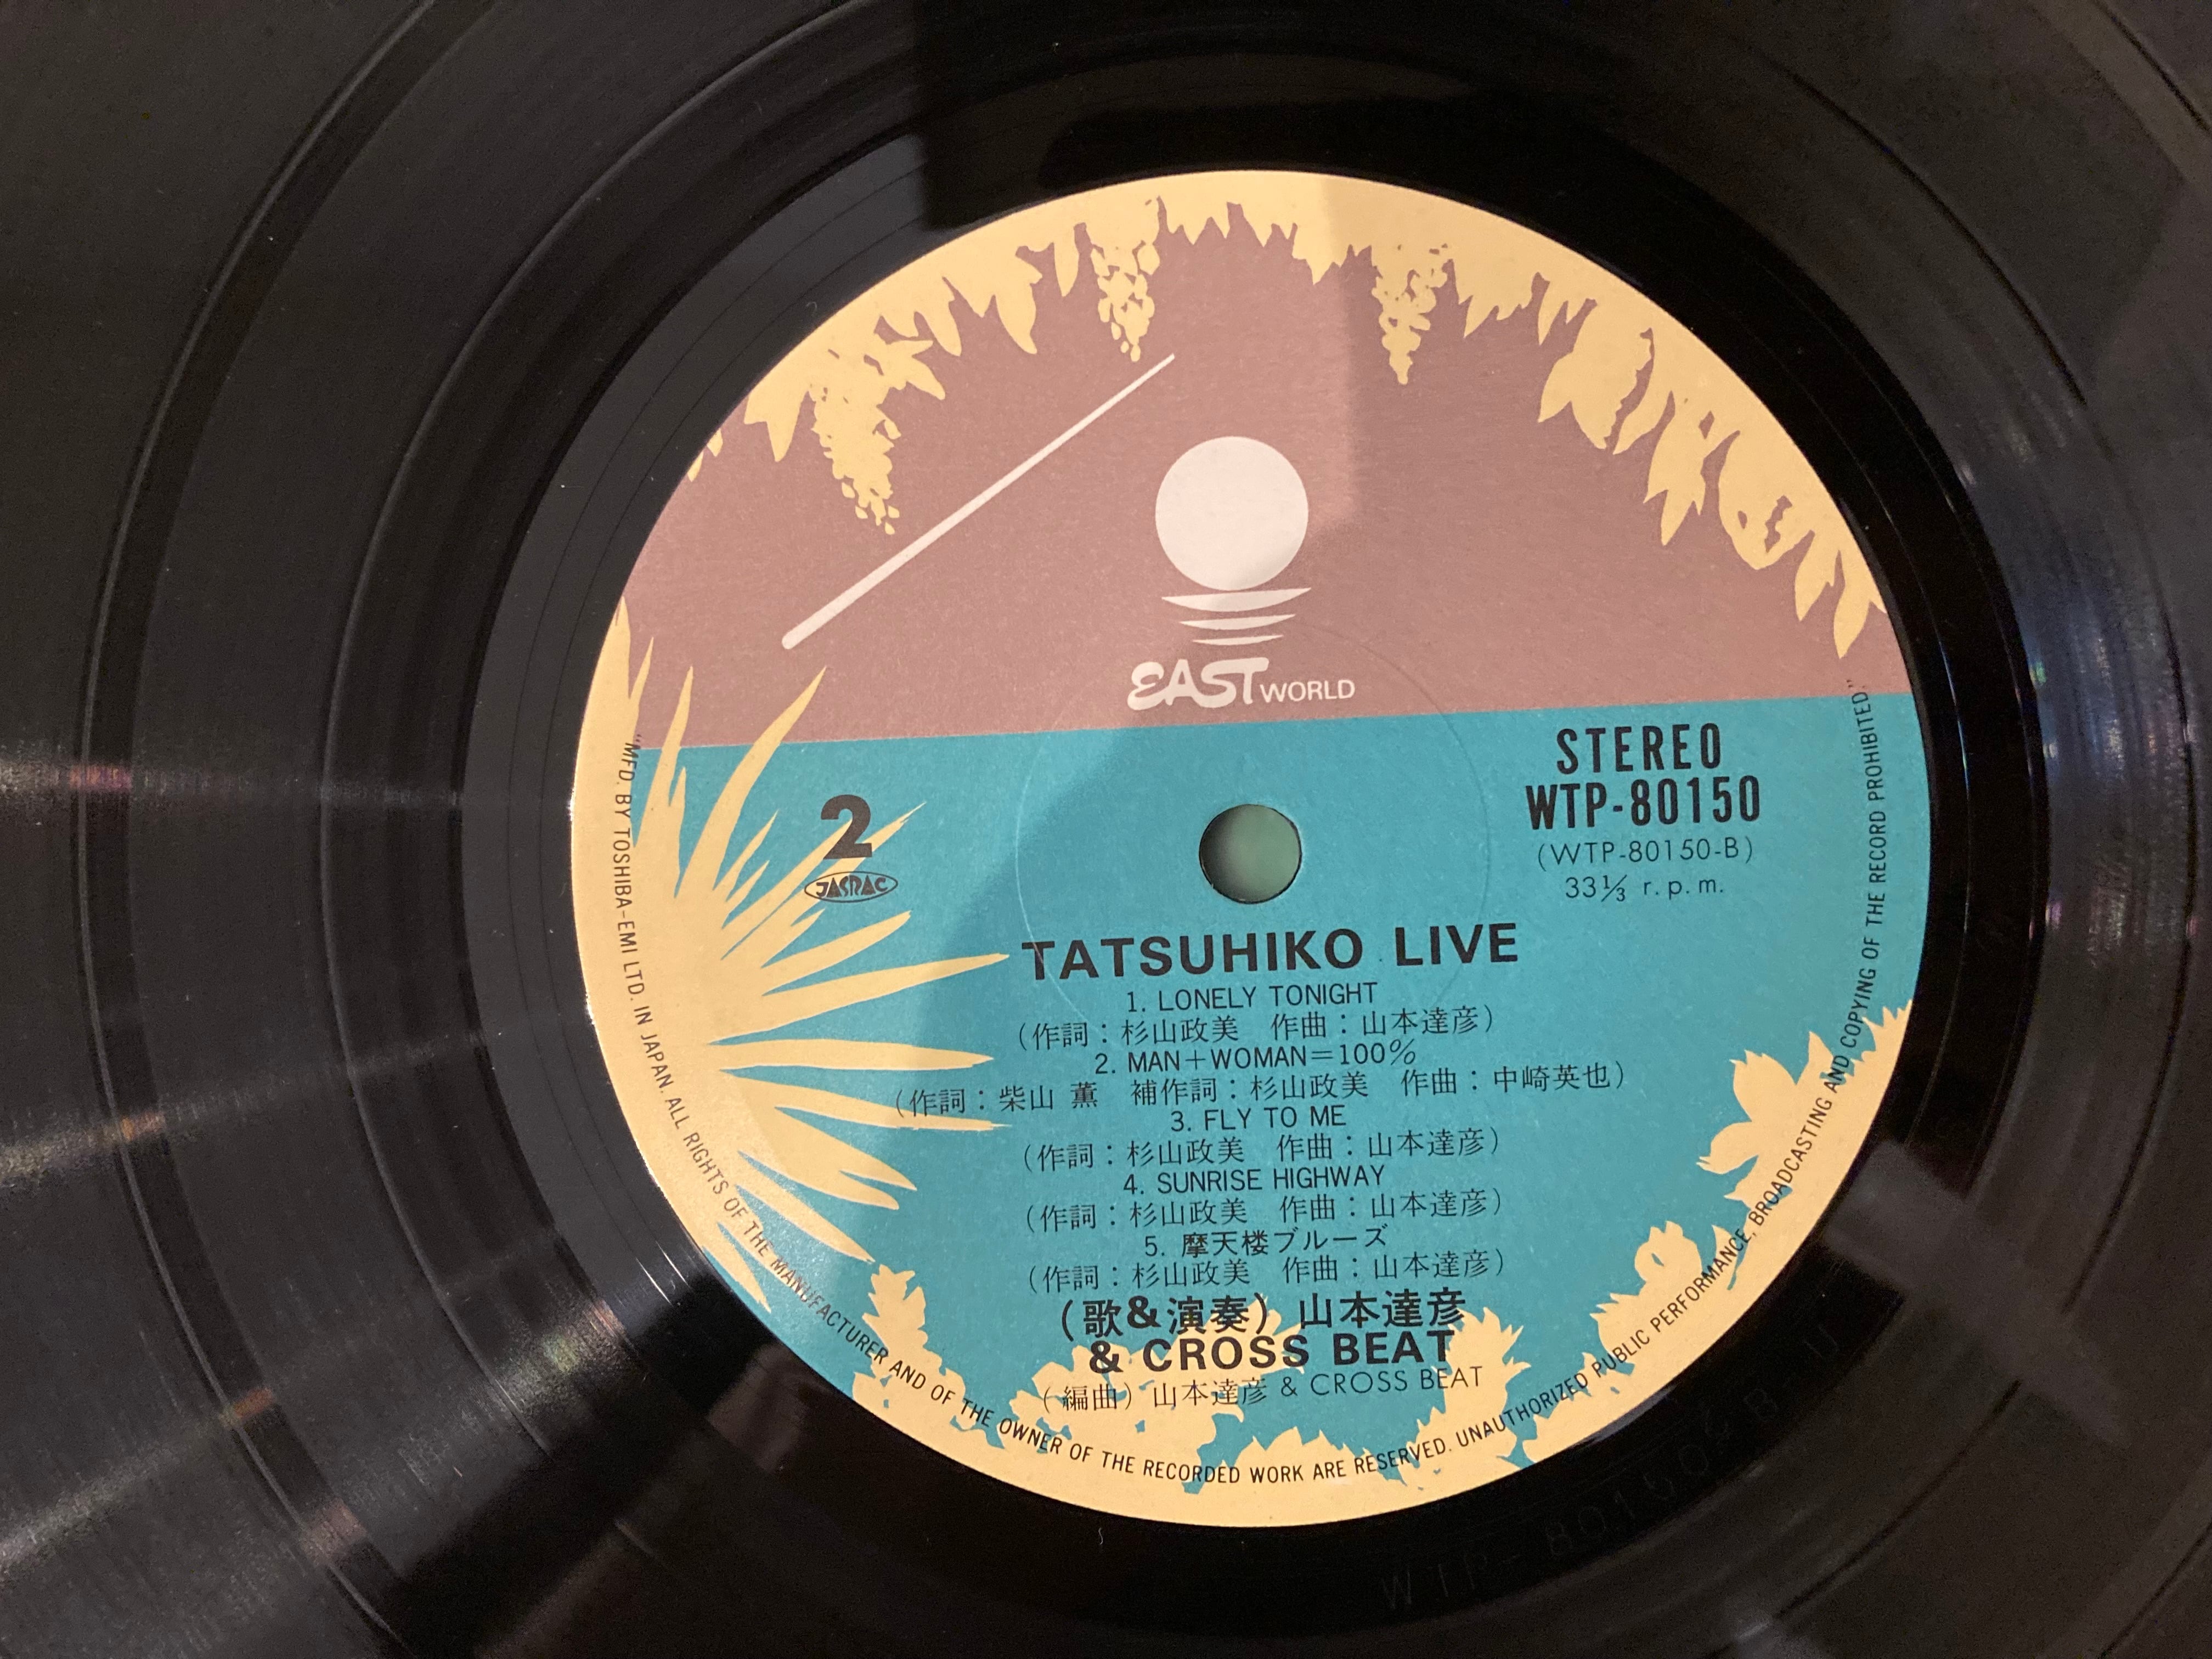 EAST WORLD
STEREO
WTP-80150
(WTP-80150-B)
33⅓ r.p.m.
2
JASRAC
TATSUHIKO LIVE
1. LONELY TONIGHT
(作詞:杉山政美 作曲:山本達彦)
2. MAN+WOMAN=100%
(作詞:柴山 薫 補作詞:杉山政美 作曲:中崎英也)
3. FLY TO ME
(作詞:杉山政美 作曲:山本達彦)
4. SUNRISE HIGHWAY
(作詞:杉山政美 作曲:山本達彦)
5. 摩天楼ブルーズ
(作詞:杉山政美 作曲:山本達彦)
(歌&演奏) 山本達彦
& CROSS BEAT
(編曲) 山本達彦 & CROSS BEAT
"MFD. BY TOSHIBA-EMI LTD. IN JAPAN. ALL RIGHTS OF THE MANUFACTURER AND OF THE OWNER OF THE RECORDED WORK ARE RESERVED. UNAUTHORIZED PUBLIC PERFORMANCE, BROADCASTING AND COPYING OF THE RECORD PROHIBITED."